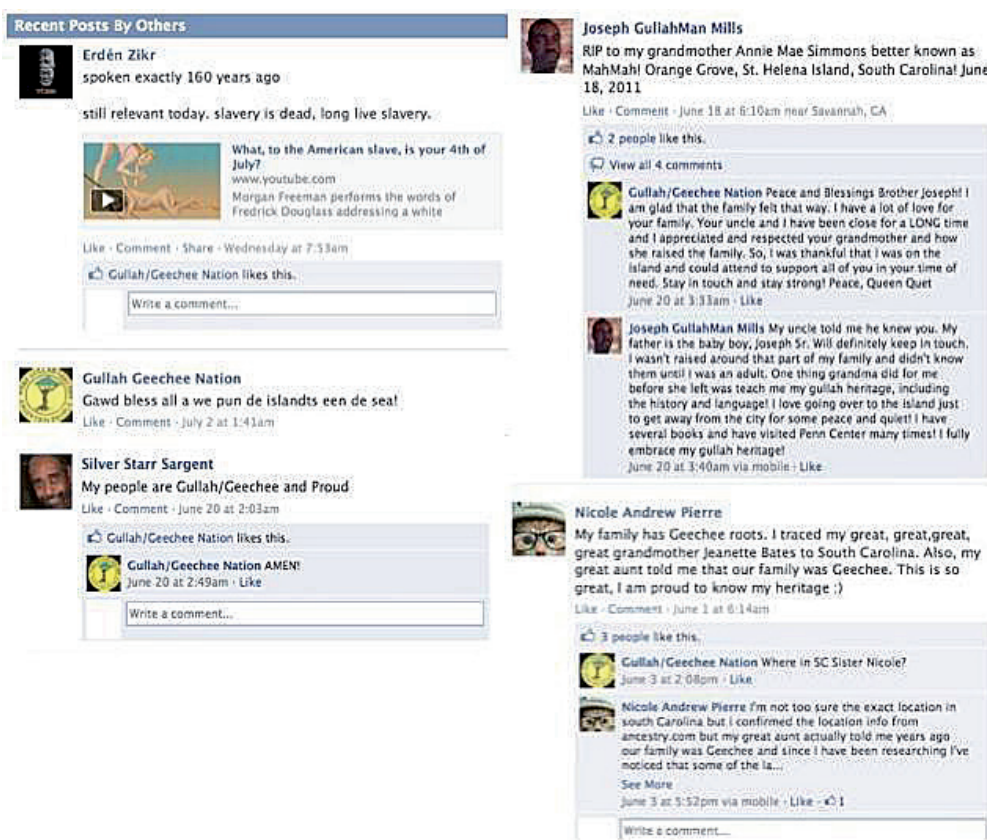 Recent Posts By Others
Erdén Zikr
spoken exactly 160 years ago
still relevant today. slavery is dead, long live slavery.
What, to the American slave, is your 4th of
July?
www.youtube.com
Morgan Freeman performs the words of
Fredrick Douglass addressing a white
Like · Comment · Share · Wednesday at 7:53am
Gullah/Geechee Nation likes this.
Write a comment...
Gullah Geechee Nation
Gawd bless all a we pun de islandts een de sea!
Like · Comment · July 2 at 1:41am
Silver Starr Sargent
My people are Gullah/Geechee and Proud
Like · Comment · June 20 at 2:03am
Gullah/Geechee Nation likes this.
Gullah/Geechee Nation AMEN!
June 20 at 2:49am · Like
Write a comment...
Joseph GullahMan Mills
RIP to my grandmother Annie Mae Simmons better known as
MahMah! Orange Grove, St. Helena Island, South Carolina! June
18, 2011
Like · Comment · June 18 at 6:10am near Savannah, GA
2 people like this.
View all 4 comments
Gullah/Geechee Nation Peace and Blessings Brother Joseph! I
am glad that the family felt that way. I have a lot of love for
your family. Your uncle and I have been close for a LONG time
and I appreciated and respected your grandmother and how
she raised the family. So, I was thankful that I was on the
island and could attend to support all of you in your time of
need. Stay in touch and stay strong! Peace, Queen Quet
June 20 at 3:33am · Like
Joseph GullahMan Mills My uncle told me he knew you. My
father is the baby boy, Joseph Sr. Will definitely keep in touch.
I wasn't raised around that part of my family and didn't know
them until I was an adult. One thing grandma did for me
before she left was teach me my gullah heritage, including
the history and language! I love going over to the island just
to get away from the city for some peace and quiet! I have
several books and have visited Penn Center many times! I fully
embrace my gullah heritage!
June 20 at 3:40am via mobile · Like
Nicole Andrew Pierre
My family has Geechee roots. I traced my great, great,great,
great grandmother Jeanette Bates to South Carolina. Also, my
great aunt told me that our family was Geechee. This is so
great, I am proud to know my heritage :)
Like · Comment · June 1 at 6:14am
3 people like this.
Gullah/Geechee Nation Where in SC Sister Nicole?
June 3 at 2:08pm · Like
Nicole Andrew Pierre I'm not too sure the exact location in
south Carolina but i confirmed the location info from
ancestry.com but my great aunt actually told me years ago
our family was Geechee and since I have been researching I've
noticed that some of the la...
See More
June 3 at 5:52pm via mobile · Like · 1
Write a comment...